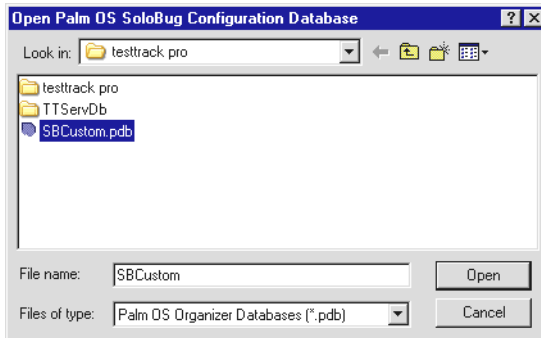 Open Palm OS SoloBug Configuration Database
Look in: testtrack pro
testtrack pro
TTServDb
SBCustom.pdb
File name: SBCustom Open
Files of type: Palm OS Organizer Databases (*.pdb) Cancel